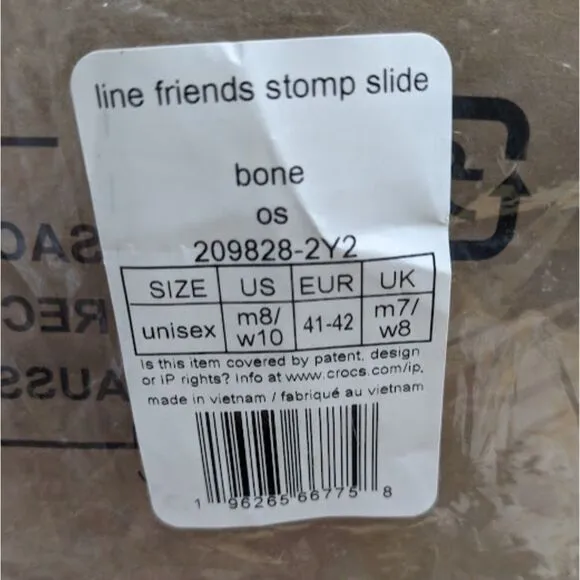 line friends stomp slide
bone
os
209828-2Y2
SIZE US EUR UK
unisex m8/ w10 41-42 m7/ w8
Is this item covered by patent, design
or IP rights? Info at www.crocs.com/ip.
made in vietnam / fabriqué au vietnam
1 96265 66775 8